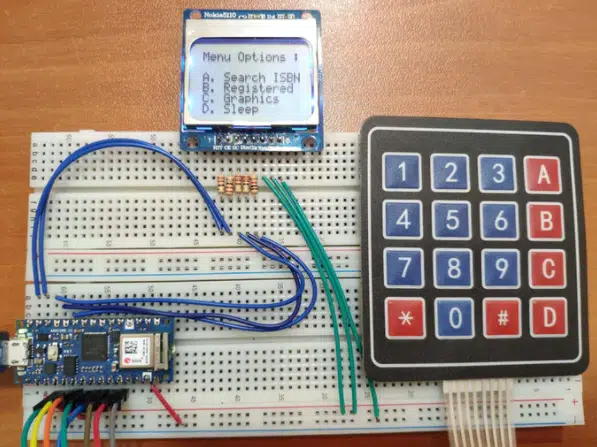 Nokia5110
Menu Options :
A. Search ISBN
B. Registered
C. Graphics
D. Sleep
1 2 3 A
4 5 6 B
7 8 9 C
* 0 # D